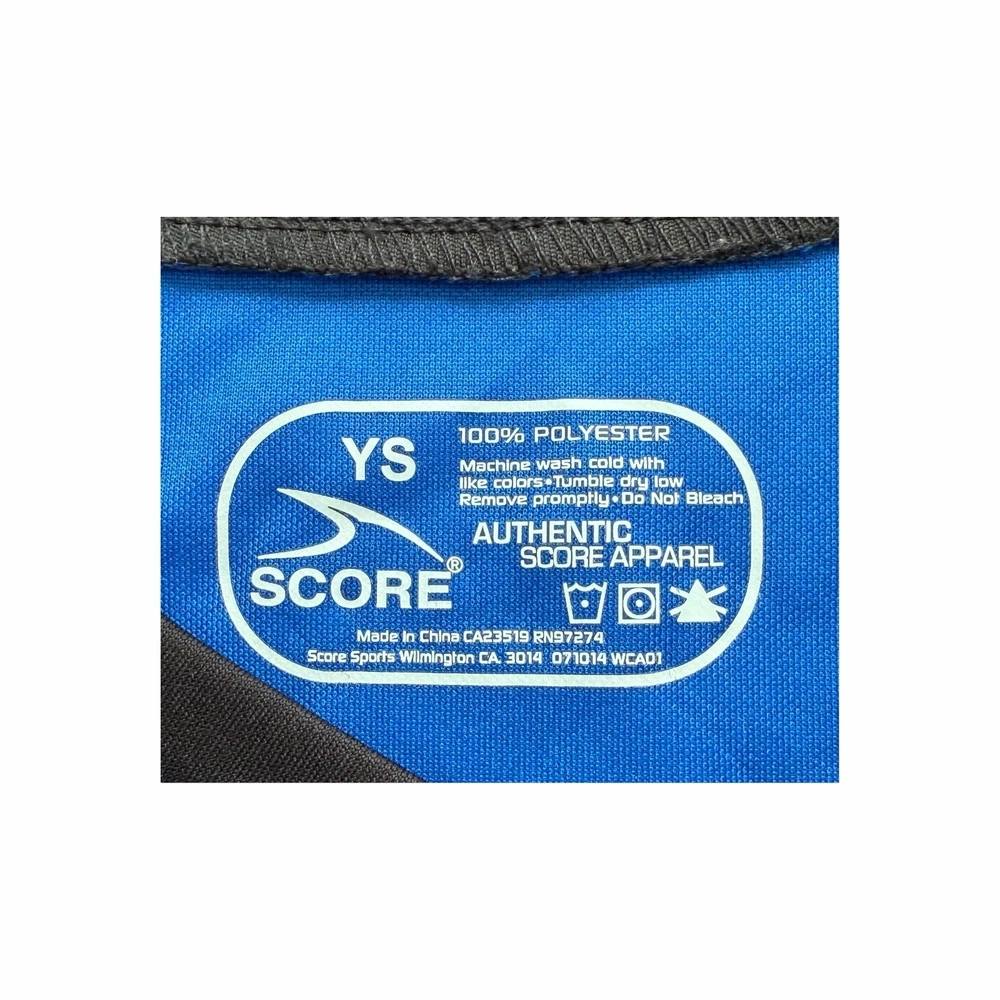 YS
100% POLYESTER
Machine wash cold with
like colors•Tumble dry low
Remove promptly•Do Not Bleach
AUTHENTIC
SCORE APPAREL
SCORE®
Made In China CA23519 RN97274
Score Sports Wilmington CA. 3014 071014 WCA01